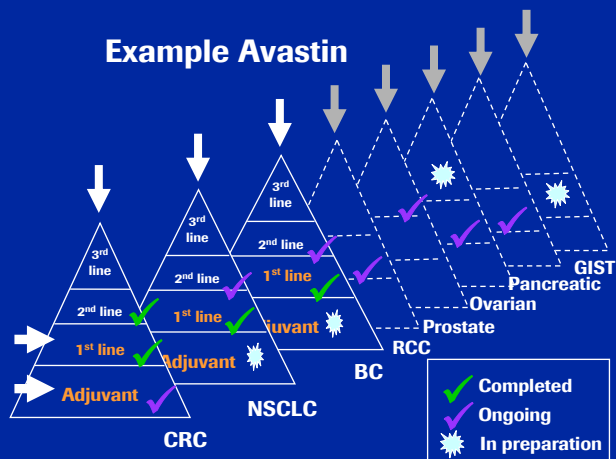 Example Avastin
3rd
line
2nd line
1st line
Adjuvant
CRC
3rd
line
2nd line
1st line
Adjuvant
NSCLC
3rd
line
2nd line
1st line
juvant
BC
RCC
Prostate
Ovarian
Pancreatic
GIST
Completed
Ongoing
In preparation